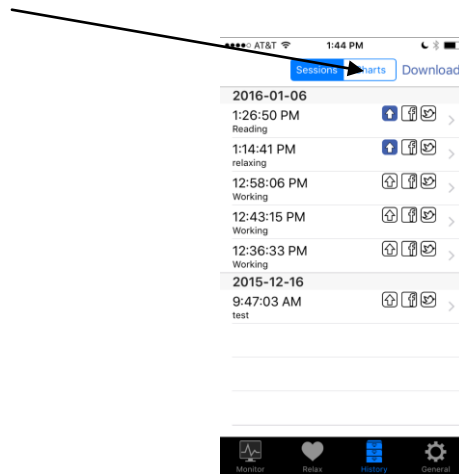 AT&T 1:44 PM
Sessions Charts Download
2016-01-06
1:26:50 PM
Reading
1:14:41 PM
relaxing
12:58:06 PM
Working
12:43:15 PM
Working
12:36:33 PM
Working
2015-12-16
9:47:03 AM
test
Monitor Relax History General